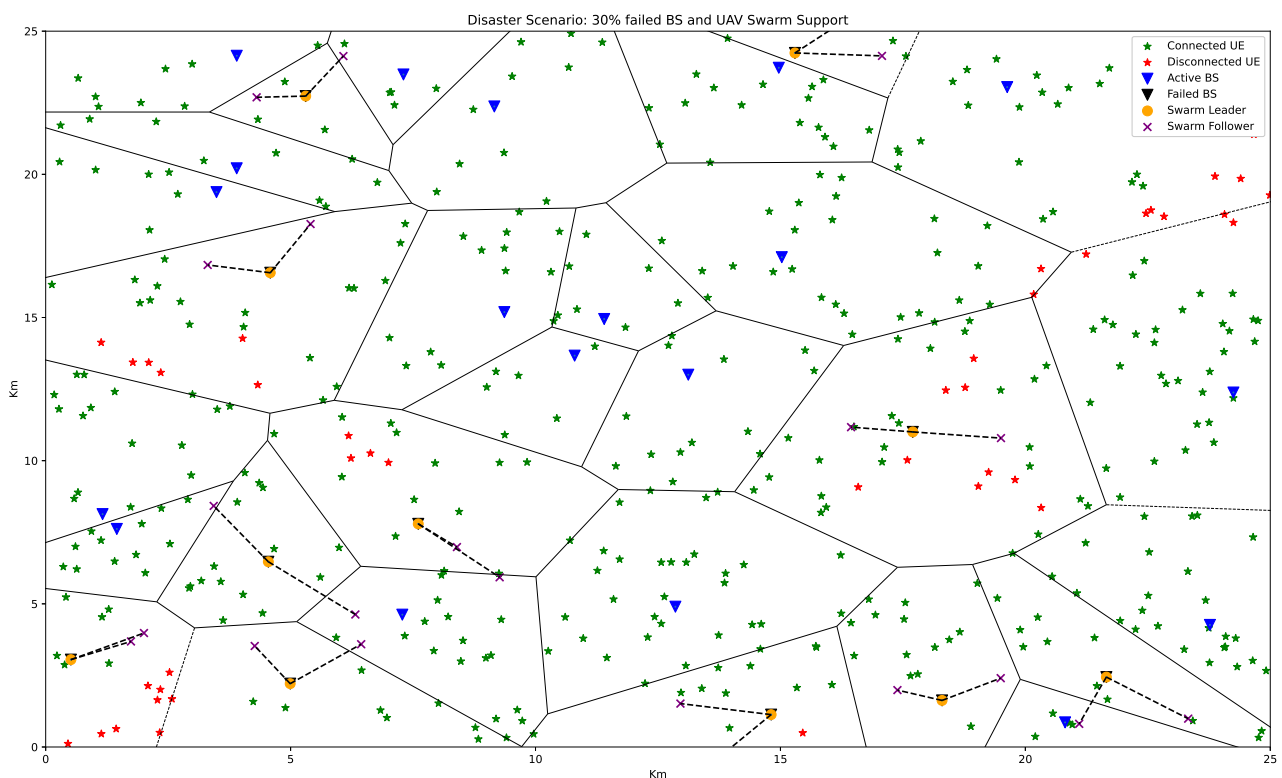 Disaster Scenario: 30% failed BS and UAV Swarm Support
25
20
15
10
5
0
Km
Connected UE
Disconnected UE
Active BS
Failed BS
Swarm Leader
Swarm Follower
0
5
10
15
20
25
Km